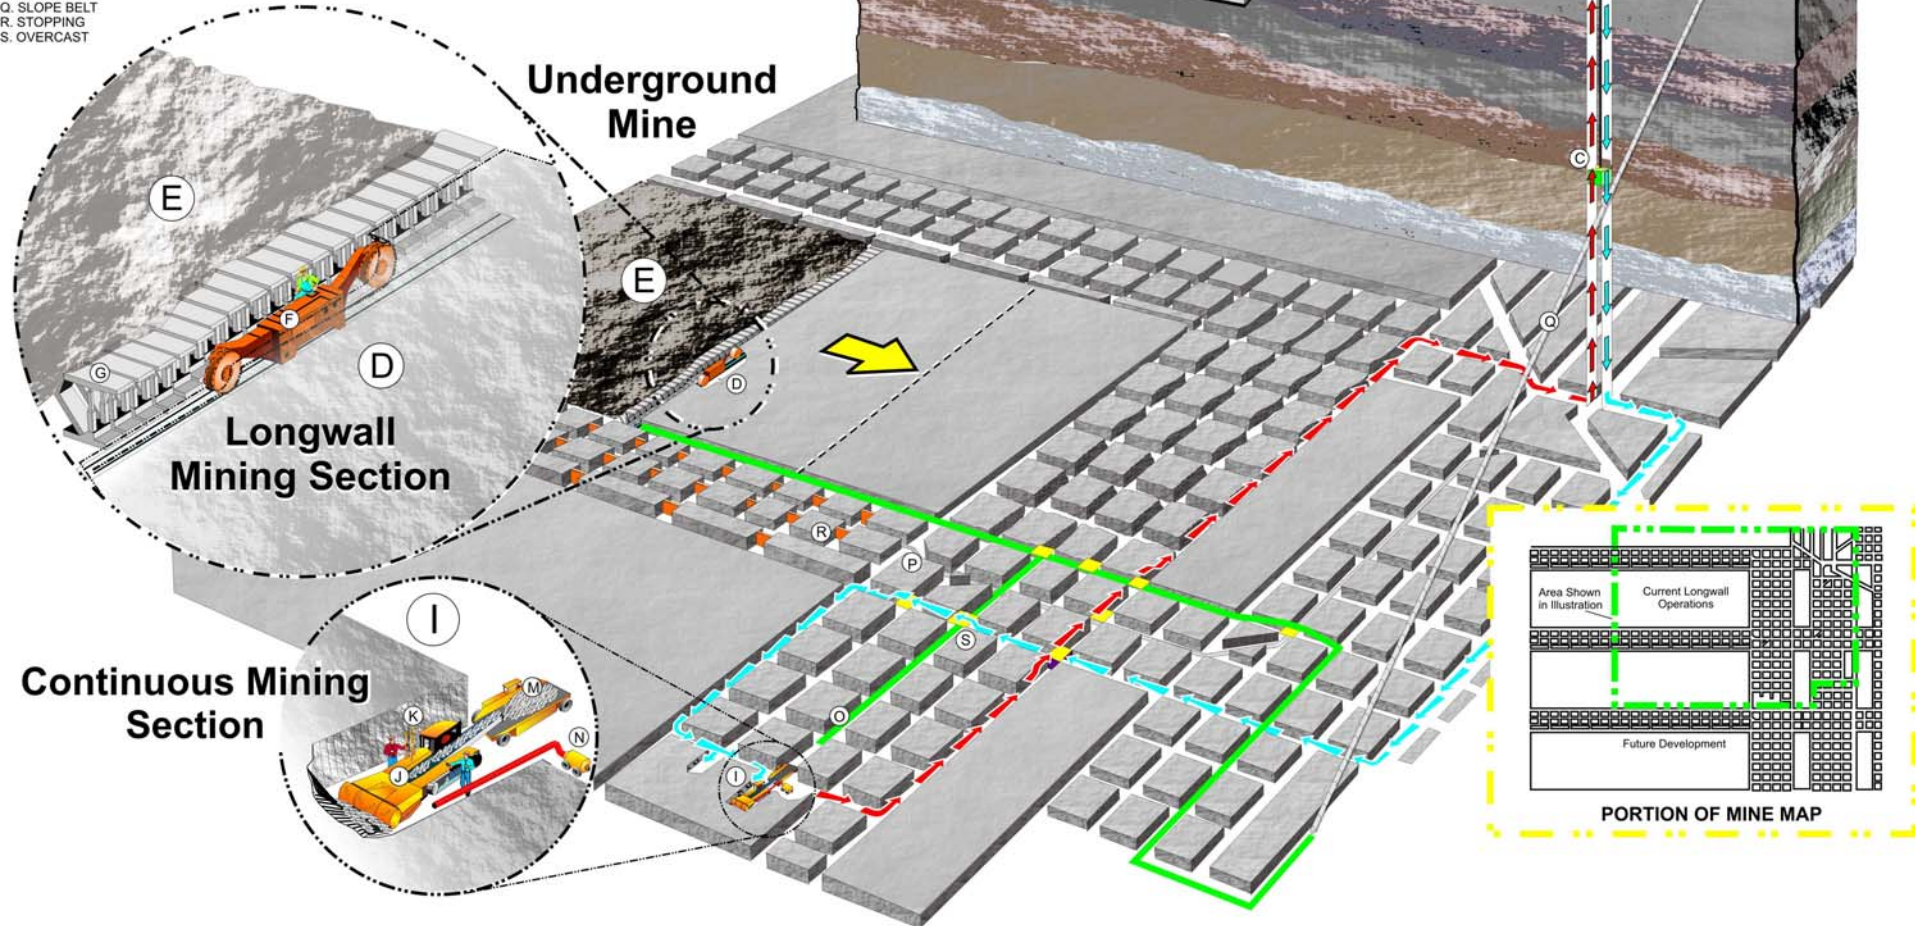 Q. SLOPE BELT
R. STOPPING
S. OVERCAST
Underground
Mine
C
E
E
F
G
D
D
Q
Longwall
Mining Section
R
P
S
O
I
I
Continuous Mining
Section
K
M
N
J
Area Shown
in Illustration
Current Longwall
Operations
Future Development
PORTION OF MINE MAP